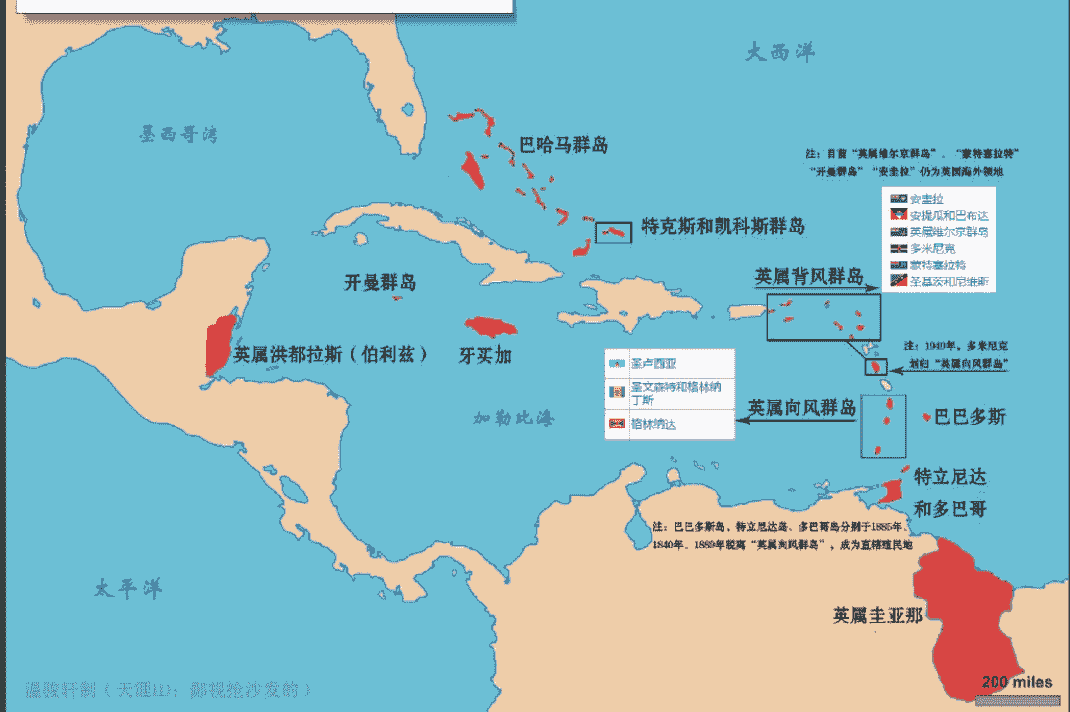 大西洋
墨西哥湾
巴哈马群岛
注：目前“英属维尔京群岛”、“蒙特塞拉特”
“开曼群岛”“安圭拉”仍为英国海外领地
安圭拉
安提瓜和巴布达
英属维尔京群岛
多米尼克
蒙特塞拉特
圣基茨和尼维斯
特克斯和凯科斯群岛
英属背风群岛
开曼群岛
注：1940年，多米尼克
划归“英属向风群岛”
英属洪都拉斯（伯利兹）
牙买加
圣卢西亚
圣文森特和格林纳
丁斯
格林纳达
加勒比海
英属向风群岛
巴巴多斯
特立尼达
和多巴哥
注：巴巴多斯岛、特立尼达岛、多巴哥岛分别于1885年、
1840年、1889年脱离“英属向风群岛”，成为直辖殖民地
太平洋
英属圭亚那
200 miles